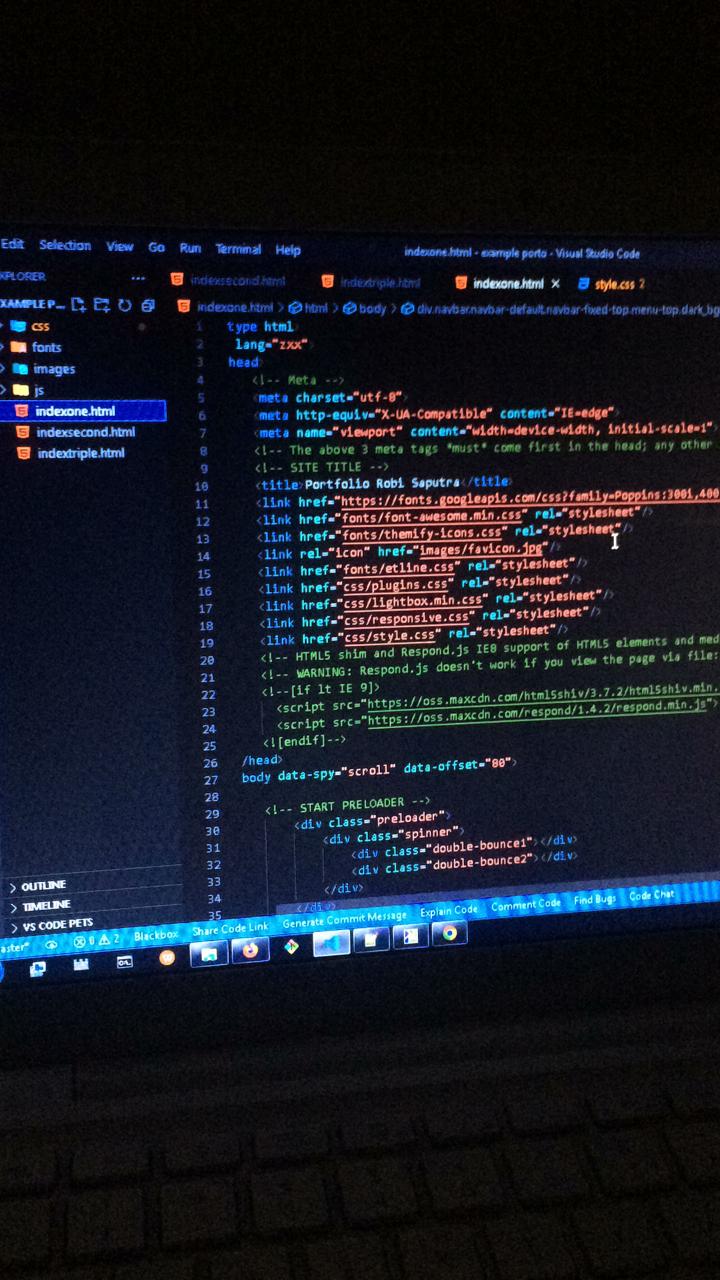 Edit Selection View Go Run Terminal Help indexone.html - example porto - Visual Studio Code
XPLORER ··· indexsecond.html indextriple.html indexone.html × style.css 2
XAMPLE P... indexone.html > html > body > div.navbar.navbar-default.navbar-fixed-top.menu-top.dark_bg
css
fonts
images
js
indexone.html
indexsecond.html
indextriple.html
1 type html>
2 lang="zxx">
3 head>
4 <!-- Meta -->
5 <meta charset="utf-8">
6 <meta http-equiv="X-UA-Compatible" content="IE=edge">
7 <meta name="viewport" content="width=device-width, initial-scale=1">
8 <!-- The above 3 meta tags *must* come first in the head; any other
9 <!-- SITE TITLE -->
10 <title>Portfolio Robi Saputra</title>
11 <link href="https://fonts.googleapis.com/css?family=Poppins:300i,400
12 <link href="fonts/font-awesome.min.css" rel="stylesheet"/>
13 <link href="fonts/themify-icons.css" rel="stylesheet"/>
14 <link rel="icon" href="images/favicon.jpg"/>
15 <link href="fonts/etline.css" rel="stylesheet"/>
16 <link href="css/plugins.css" rel="stylesheet"/>
17 <link href="css/lightbox.min.css" rel="stylesheet"/>
18 <link href="css/responsive.css" rel="stylesheet"/>
19 <link href="css/style.css" rel="stylesheet"/>
20 <!-- HTML5 shim and Respond.js IE8 support of HTML5 elements and med
21 <!-- WARNING: Respond.js doesn't work if you view the page via file:
22 <!--[if lt IE 9]>
23 <script src="https://oss.maxcdn.com/html5shiv/3.7.2/html5shiv.min.
24 <script src="https://oss.maxcdn.com/respond/1.4.2/respond.min.js">
25 <![endif]-->
26 /head>
27 body data-spy="scroll" data-offset="80">
28
29 <!-- START PRELOADER -->
30 <div class="preloader>
31 <div class="spinner">
32 <div class="double-bounce1"></div>
33 <div class="double-bounce2"></div>
34 </div>
35 </div>
> OUTLINE
> TIMELINE
> VS CODE PETS
aster* 0 2 Blackbox Share Code Link Generate Commit Message Explain Code Comment Code Find Bugs Code Chat